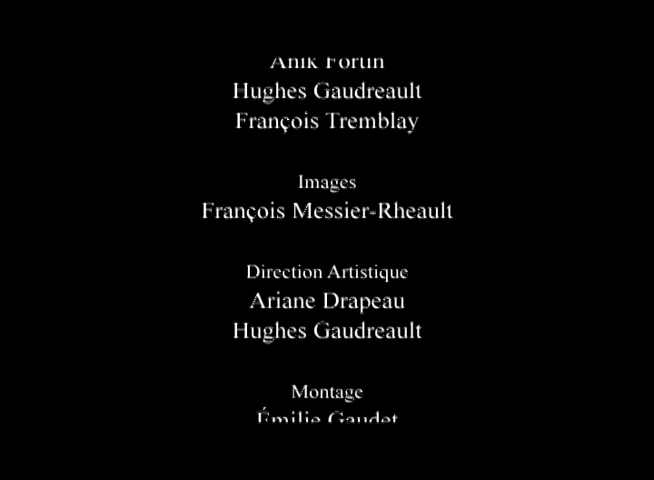 Anik Fortin
Hughes Gaudreault
François Tremblay
Images
François Messier-Rheault
Direction Artistique
Ariane Drapeau
Hughes Gaudreault
Montage
Émilie Gaudet